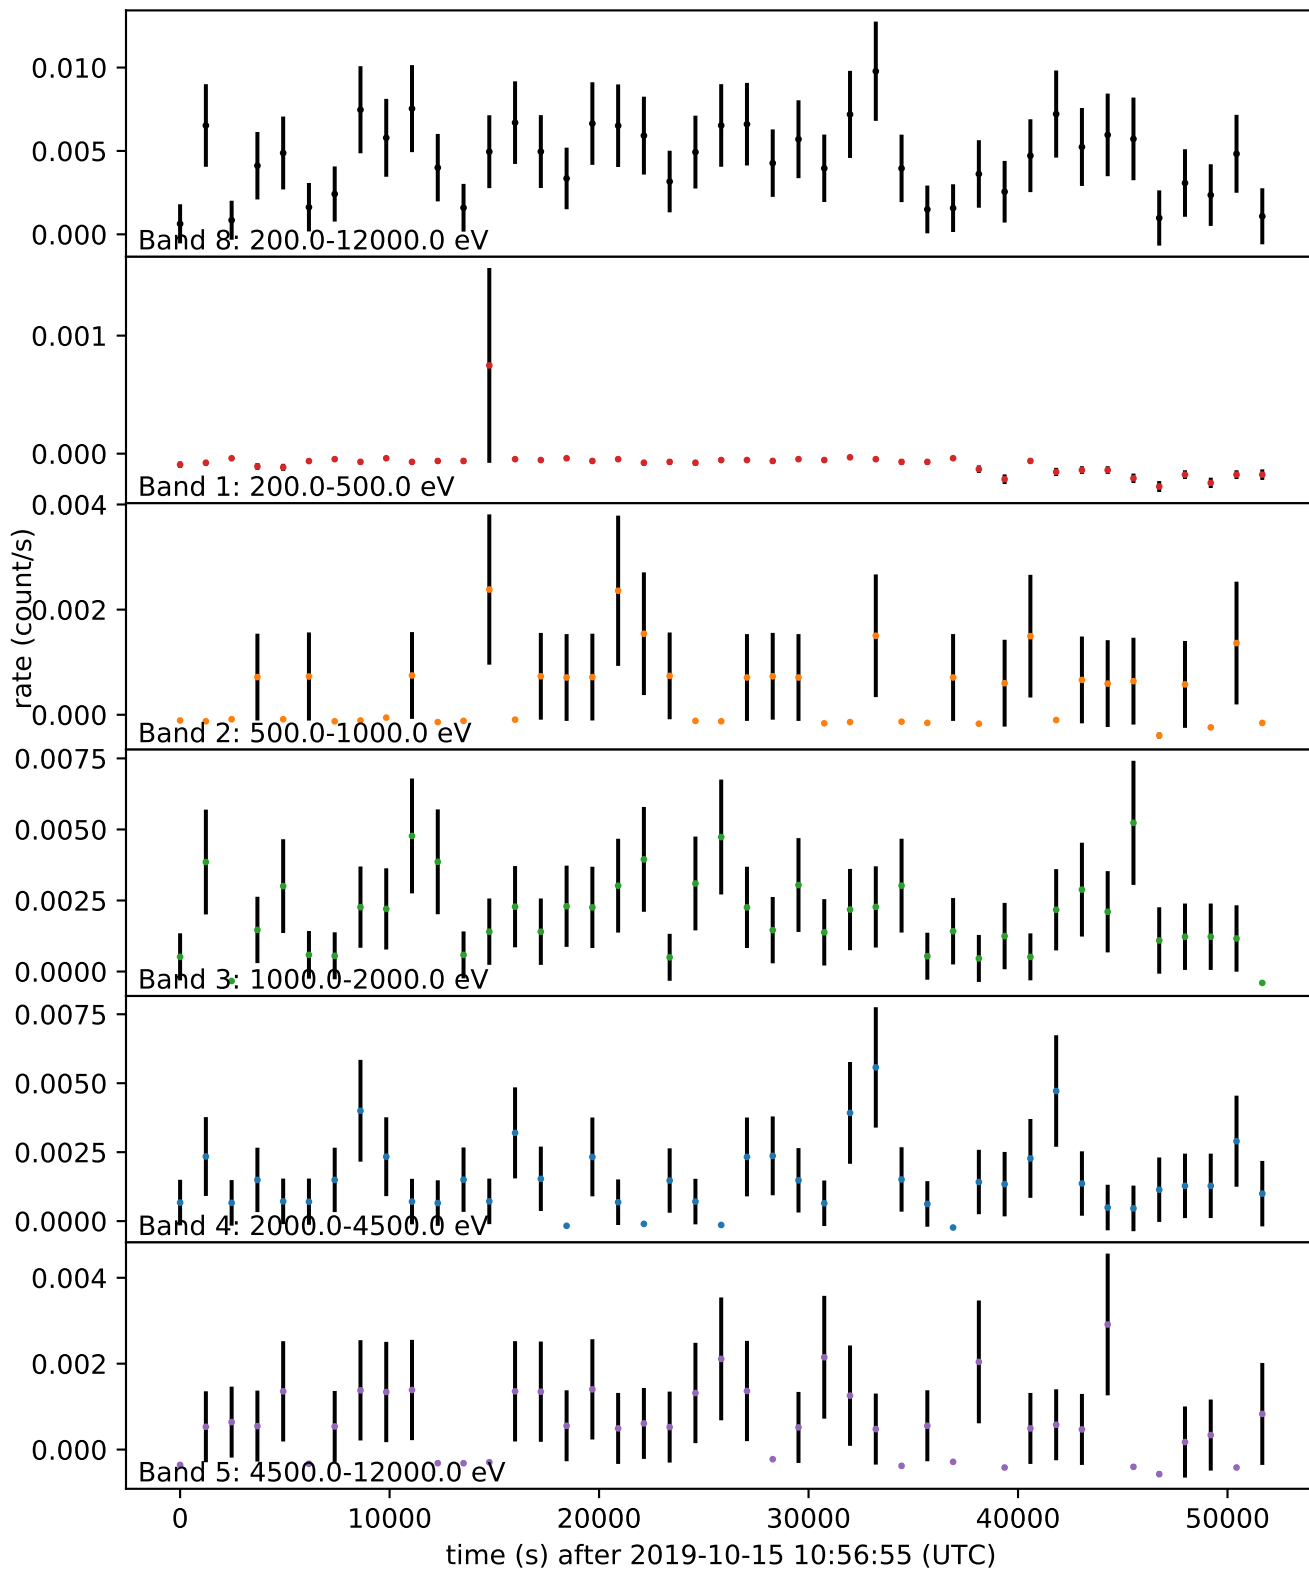 0.010
0.005
0.000
Band 8: 200.0-12000.0 eV
0.001
0.000
Band 1: 200.0-500.0 eV
rate (count/s)
0.004
0.002
0.000
Band 2: 500.0-1000.0 eV
0.0075
0.0050
0.0025
0.0000
Band 3: 1000.0-2000.0 eV
0.0075
0.0050
0.0025
0.0000
Band 4: 2000.0-4500.0 eV
0.004
0.002
0.000
Band 5: 4500.0-12000.0 eV
0 10000 20000 30000 40000 50000
time (s) after 2019-10-15 10:56:55 (UTC)